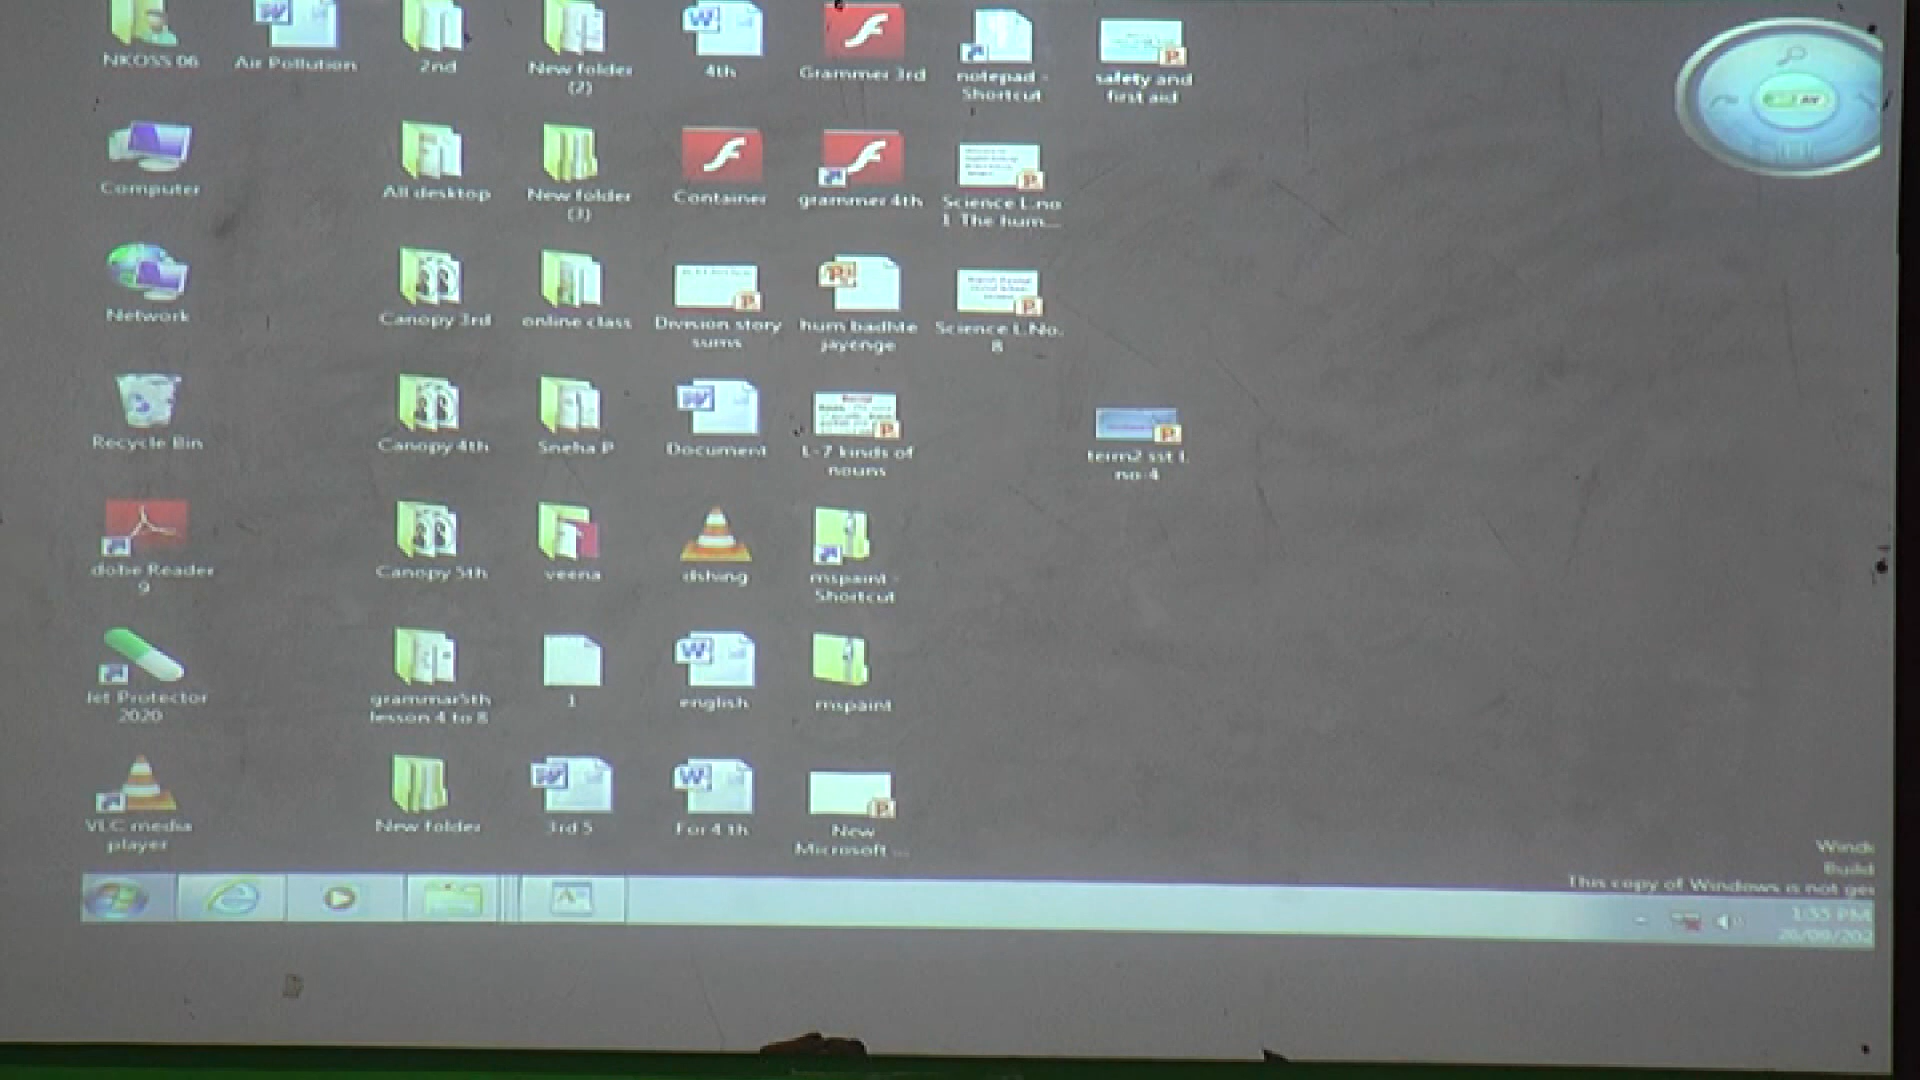 NKOSS 06
Air Pollution
2nd
New folder
(2)
4th
Grammer 3rd
notepad -
Shortcut
safety and
first aid
Computer
All desktop
New folder
(3)
Container
grammer 4th
Science L.no
1 The hum...
Network
Canopy 3rd
online class
Division story
sums
hum badhte
jayenge
Science L.No.
8
Recycle Bin
Canopy 4th
Sneha P
Document
L-7 kinds of
nouns
term2 sst l.
no-4
dobe Reader
9
Canopy 5th
veena
dshing
mspaint -
Shortcut
Jet Protector
2020
grammar5th
lesson 4 to 8
1
english
mspaint
VLC media
player
New folder
3rd 5
For 4 th
New
Microsoft ...
Build
This copy of Windows is not ge
1:55 PM